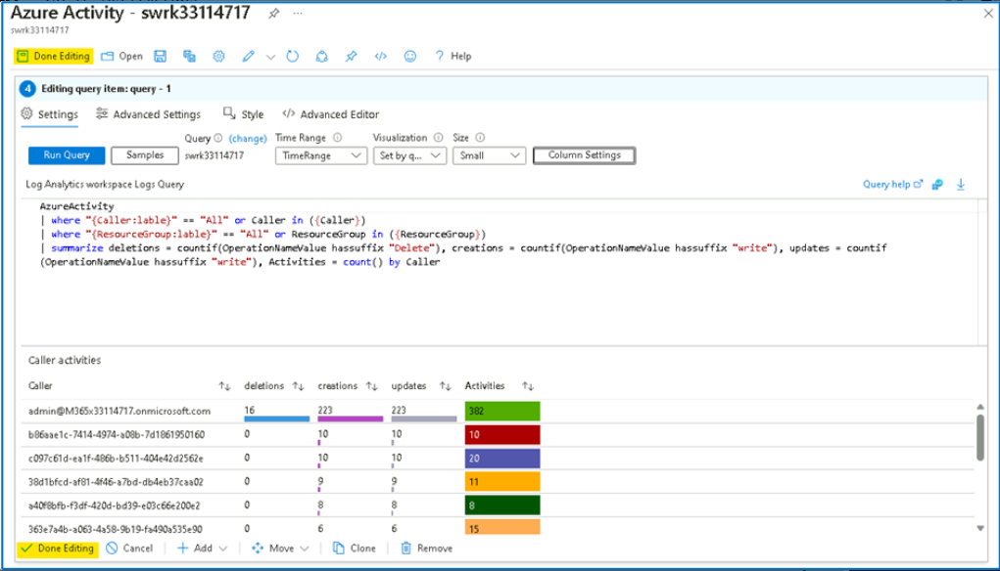 Azure Activity - swrk33114717 ...
swrk33114717
Done Editing Open Help
4 Editing query item: query - 1
Settings Advanced Settings Style Advanced Editor
Query (change) Time Range Visualization Size
Run Query Samples swrk33114717 TimeRange Set by q... Small Column Settings
Log Analytics workspace Logs Query Query help
AzureActivity
| where "{Caller:lable}" == "All" or Caller in ({Caller})
| where "{ResourceGroup:lable}" == "All" or ResourceGroup in ({ResourceGroup})
| summarize deletions = countif(OperationNameValue hassuffix "Delete"), creations = countif(OperationNameValue hassuffix "write"), updates = countif
(OperationNameValue hassuffix "write"), Activities = count() by Caller
Caller activities
Caller deletions creations updates Activities
admin@M365x33114717.onmicrosoft.com 16 223 223 382
b86aae1c-7414-4974-a08b-7d1861950160 0 10 10 10
c097c61d-ea1f-486b-b511-404e42d2562e 0 10 10 20
38d1bfcd-af81-4f46-a7bd-db4eb37caa02 0 9 9 11
a40f8bfb-f3df-420d-bd39-e03c66e200e2 0 8 8 8
363e7a4b-a063-4a58-9b19-fa490a535e90 0 6 6 15
Done Editing Cancel Add Move Clone Remove